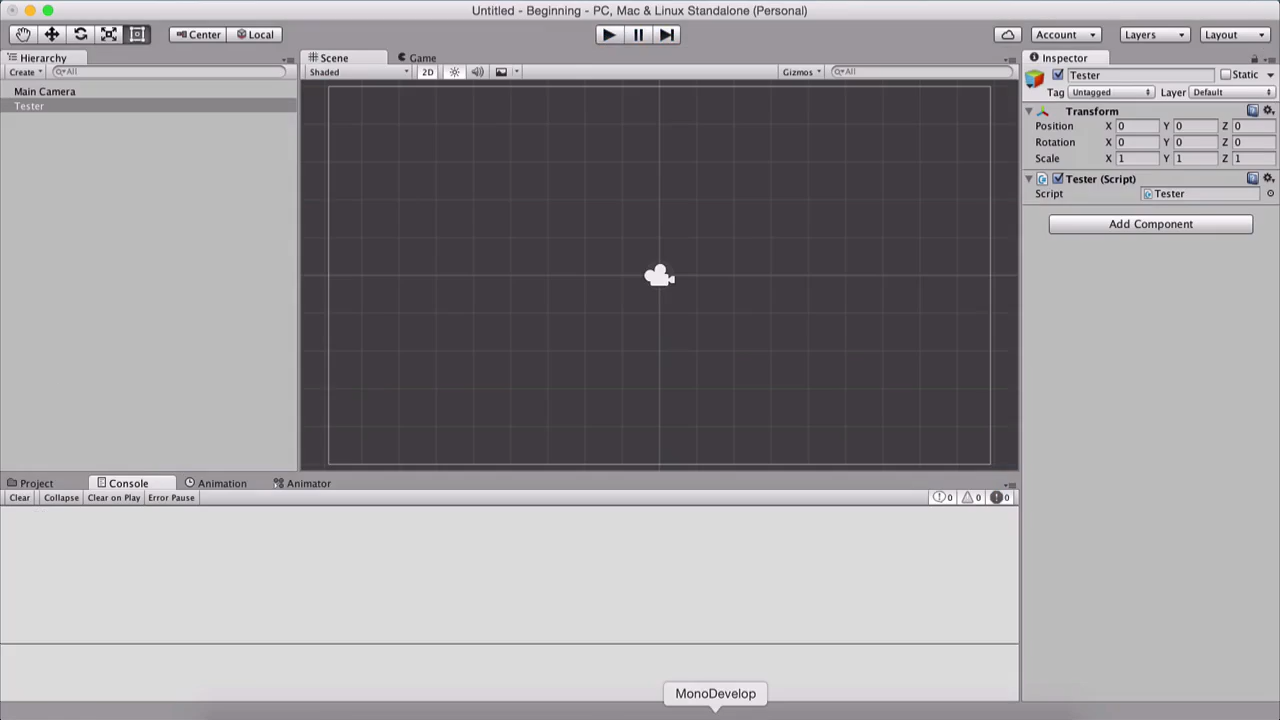 Untitled - Beginning - PC, Mac & Linux Standalone (Personal)
Center Local Account Layers Layout
Hierarchy Scene Game Inspector
Create All Shaded 2D Gizmos All Tester Static
Main Camera Tag Untagged Layer Default
Tester Transform
Position X 0 Y 0 Z 0
Rotation X 0 Y 0 Z 0
Scale X 1 Y 1 Z 1
Tester (Script)
Script Tester
Add Component
Project Console Animation Animator
Clear Collapse Clear on Play Error Pause 0 0 0
MonoDevelop